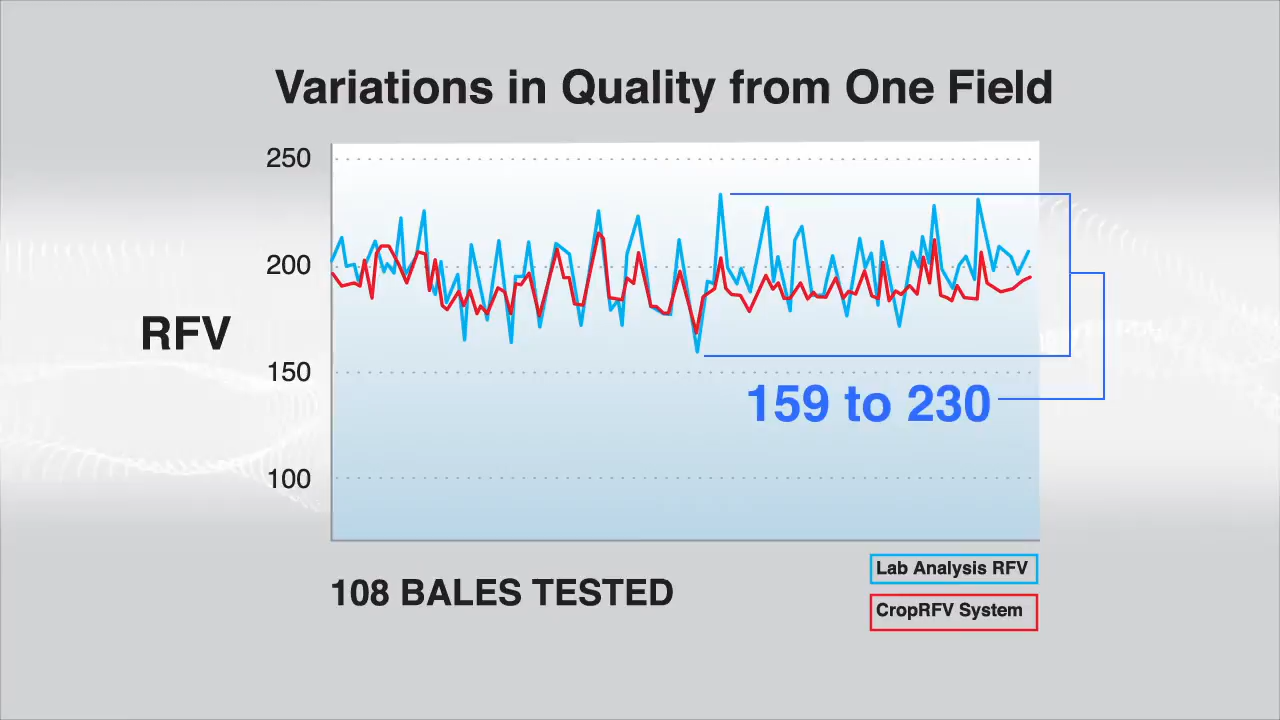 Variations in Quality from One Field
250
200
RFV
150
159 to 230
100
Lab Analysis RFV
108 BALES TESTED
CropRFV System